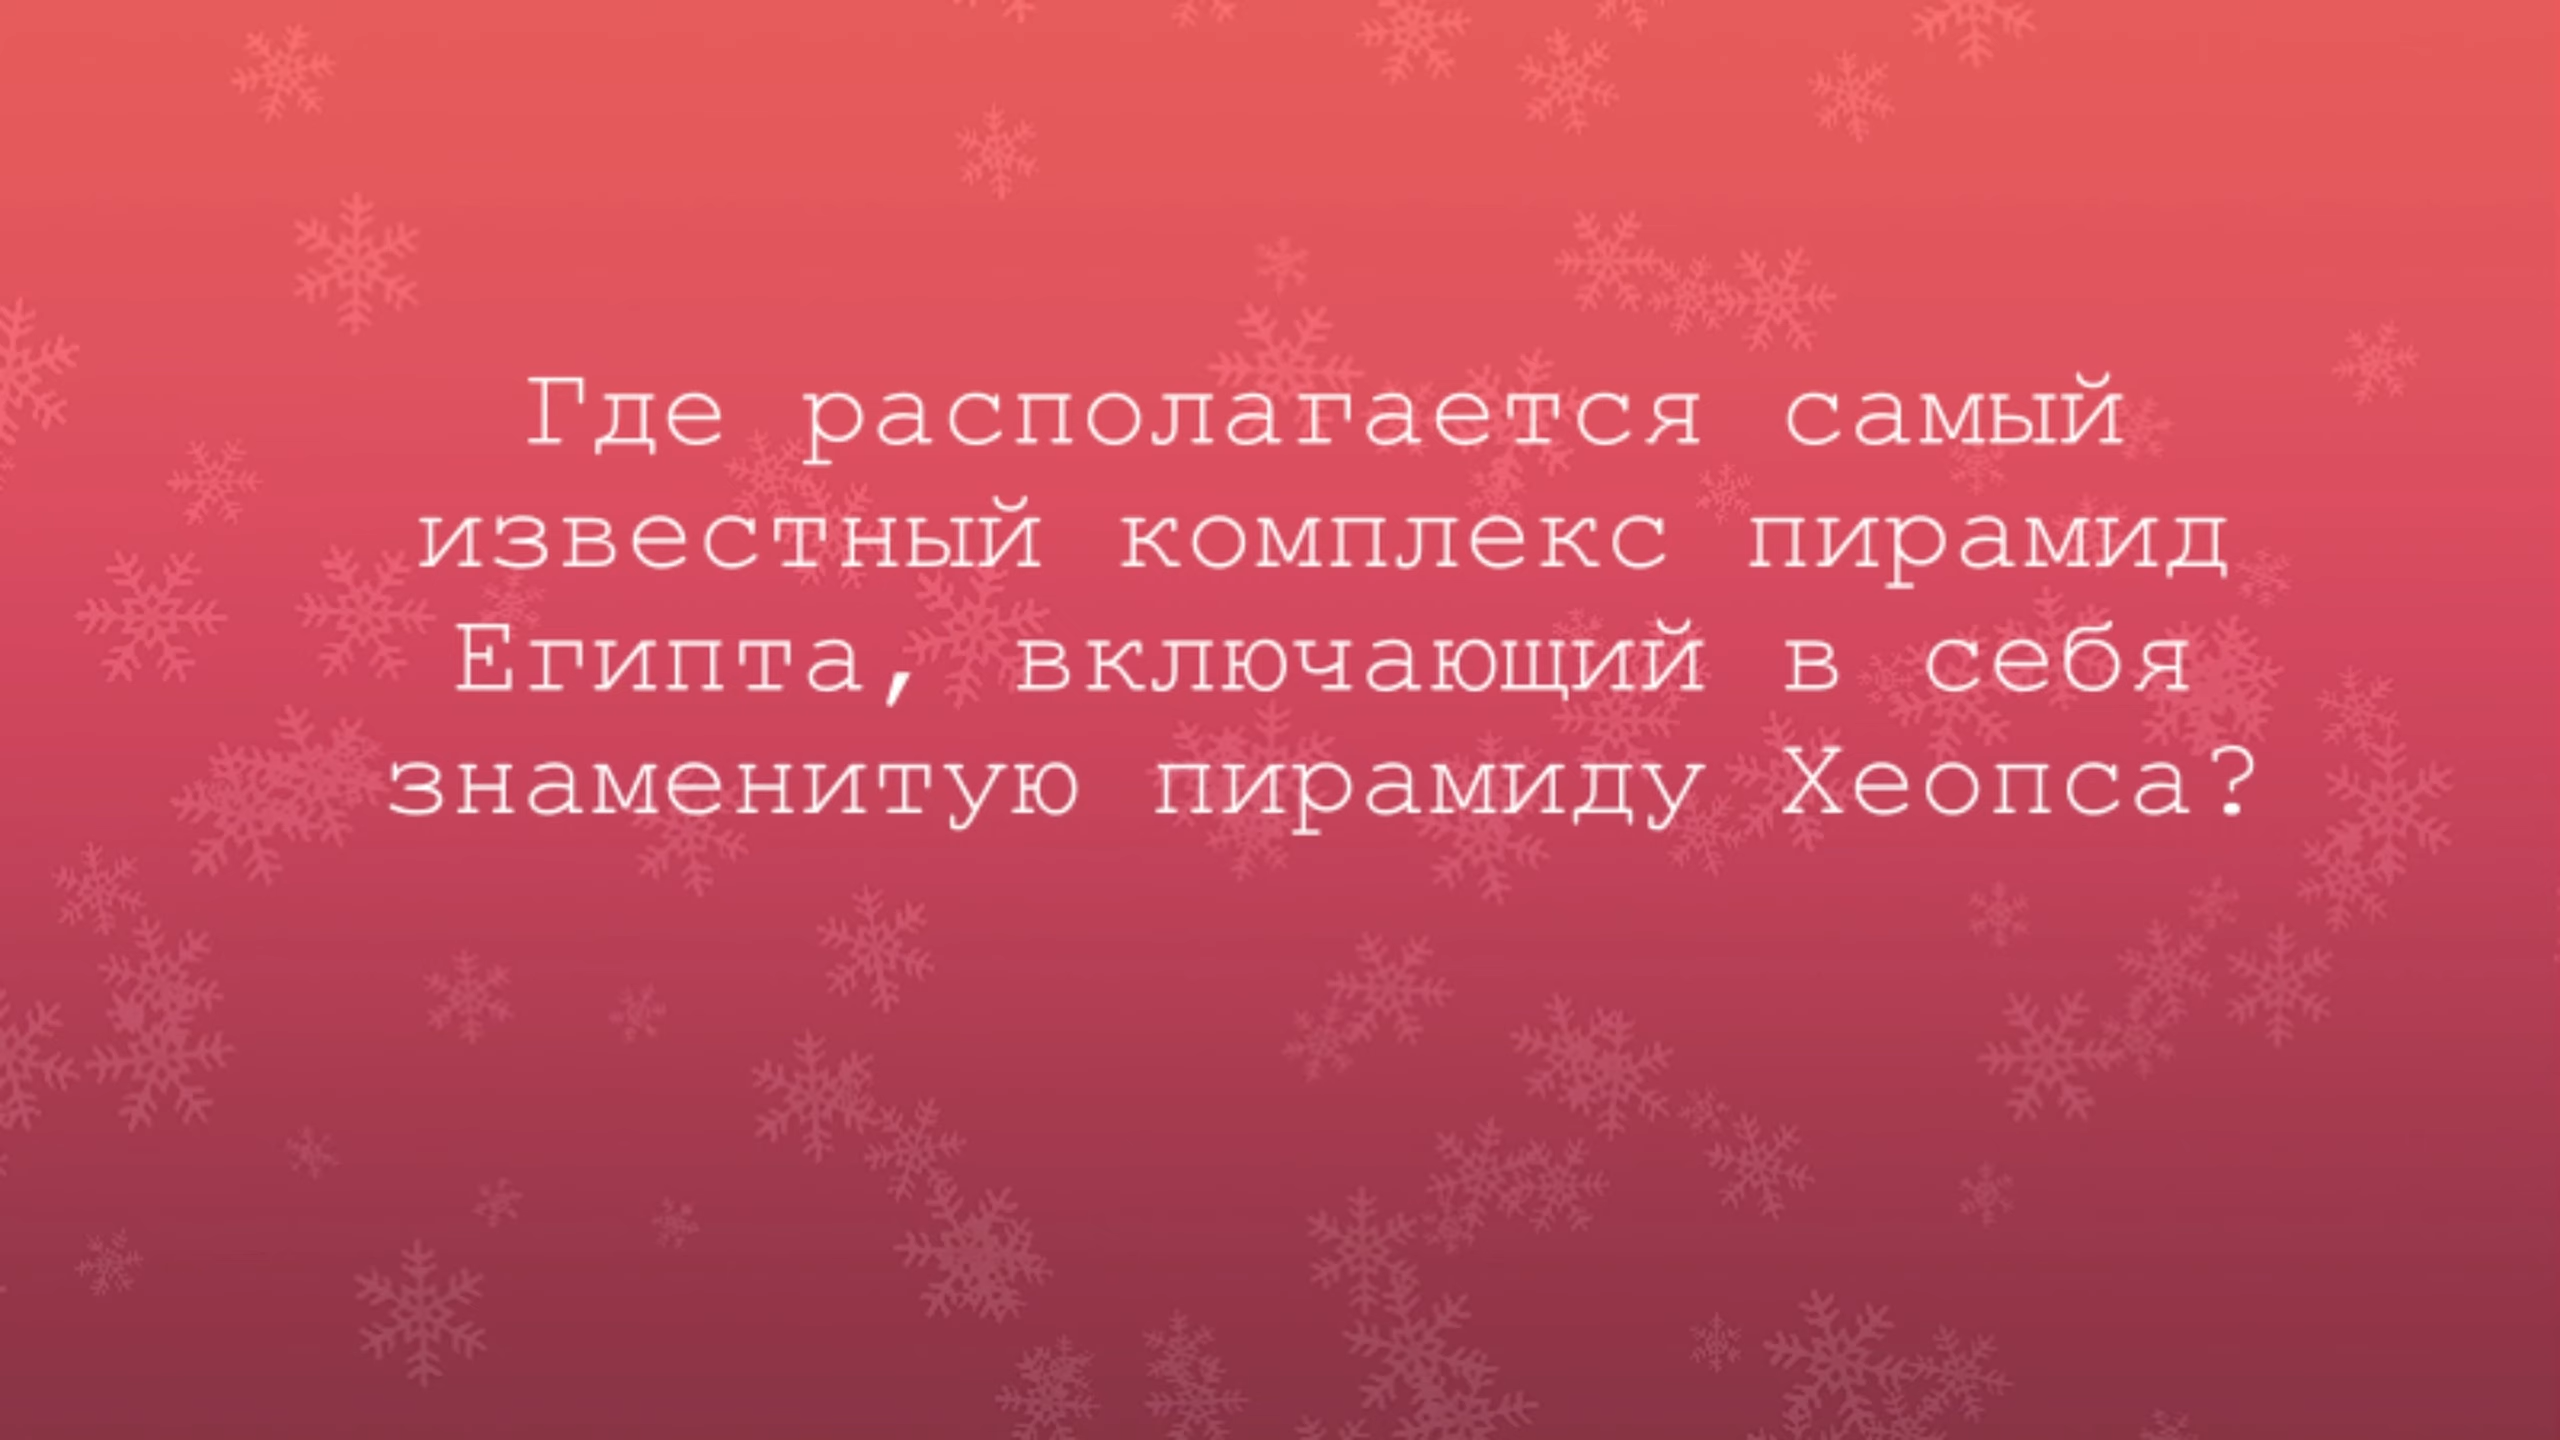 Где располагается самый
известный комплекс пирамид
Египта, включающий в себя
знаменитую пирамиду Хеопса?